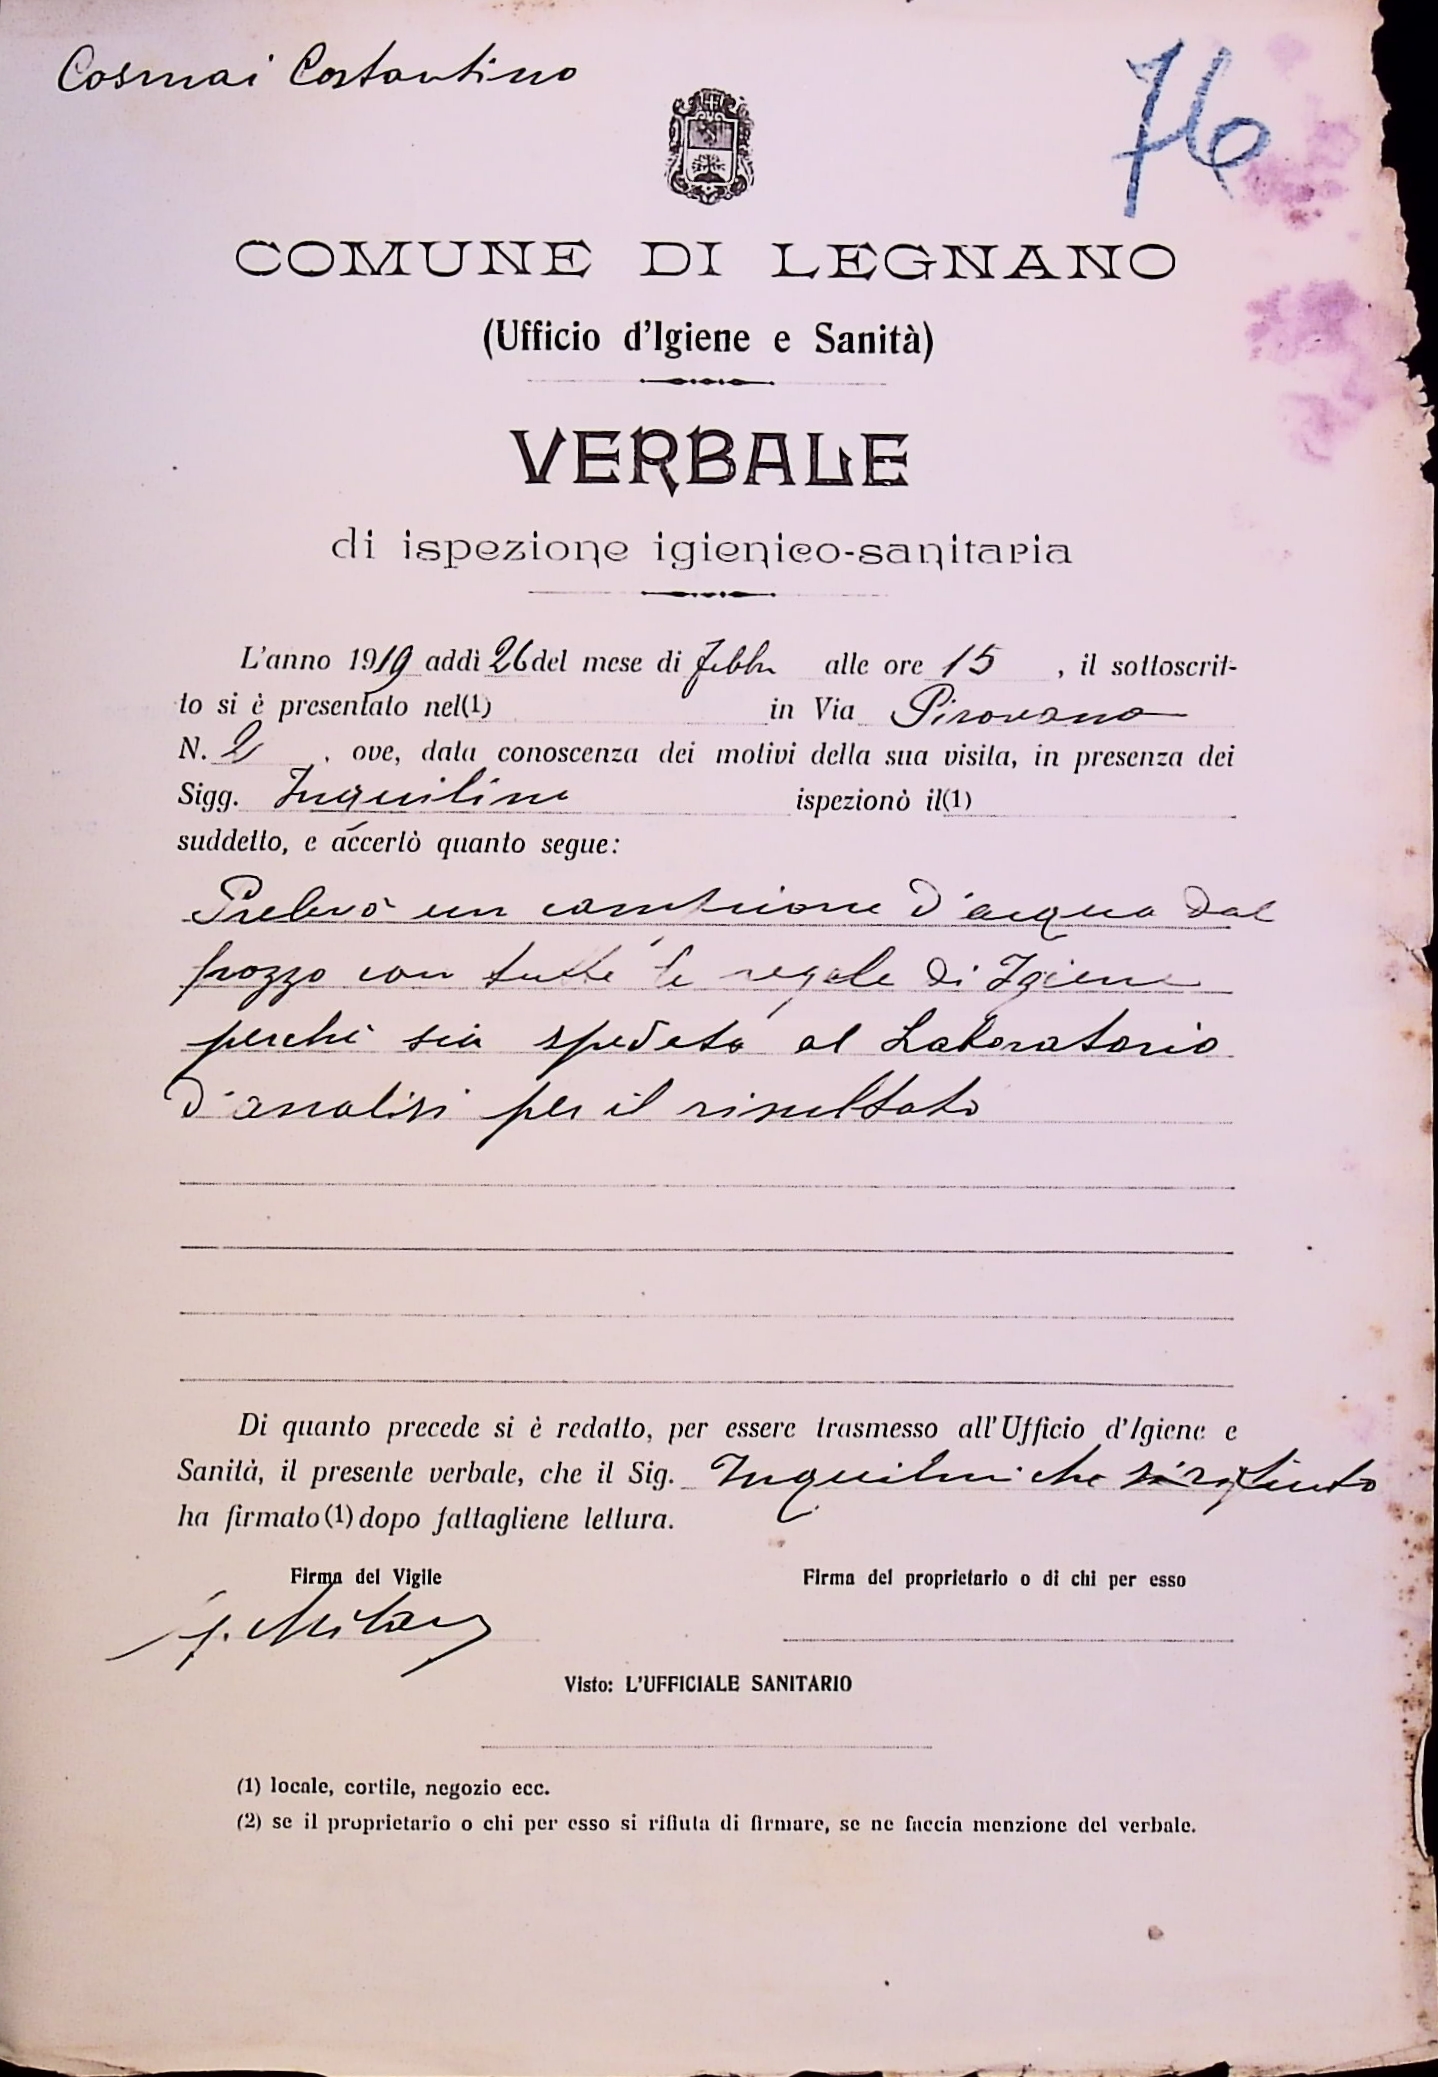 Cosmai Costantino
76
COMUNE DI LEGNANO
(Ufficio d'Igiene e Sanità)
VERBALE
di ispezione igienico-sanitaria
L'anno 1919 addì 26 del mese di Febbr alle ore 15 , il sottoscrit-
to si è presentato nel(1) in Via Pirovano
N. 2 , ove, data conoscenza dei motivi della sua visita, in presenza dei
Sigg. Inquilini ispezionò il(1)
suddetto, e accertò quanto segue:
Prelevò un campione d'acqua dal
pozzo con tutte le regole di Igiene
perchè sia spedito al Laboratorio
d'analisi per il risultato
Di quanto precede si è redatto, per essere trasmesso all'Ufficio d'Igiene e
Sanità, il presente verbale, che il Sig. Inquilini che
ha firmato(1) dopo fattagliene lettura.
Firma del Vigile Firma del proprietario o di chi per esso
Visto: L'UFFICIALE SANITARIO
(1) locale, cortile, negozio ecc.
(2) se il proprietario o chi per esso si rifiuta di firmare, se ne faccia menzione del verbale.